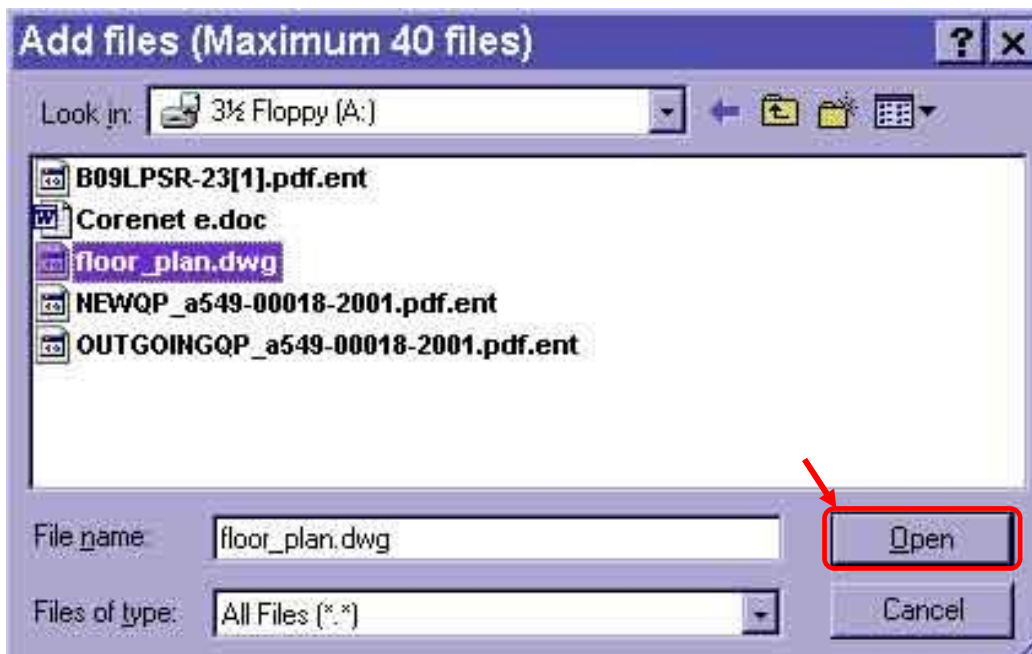 Add files (Maximum 40 files)
Look in: 3½ Floppy (A:)
B09LPSR-23[1].pdf.ent
Corenet e.doc
floor_plan.dwg
NEWQP_a549-00018-2001.pdf.ent
OUTGOINGQP_a549-00018-2001.pdf.ent
File name: floor_plan.dwg Open
Files of type: All Files (*.*) Cancel